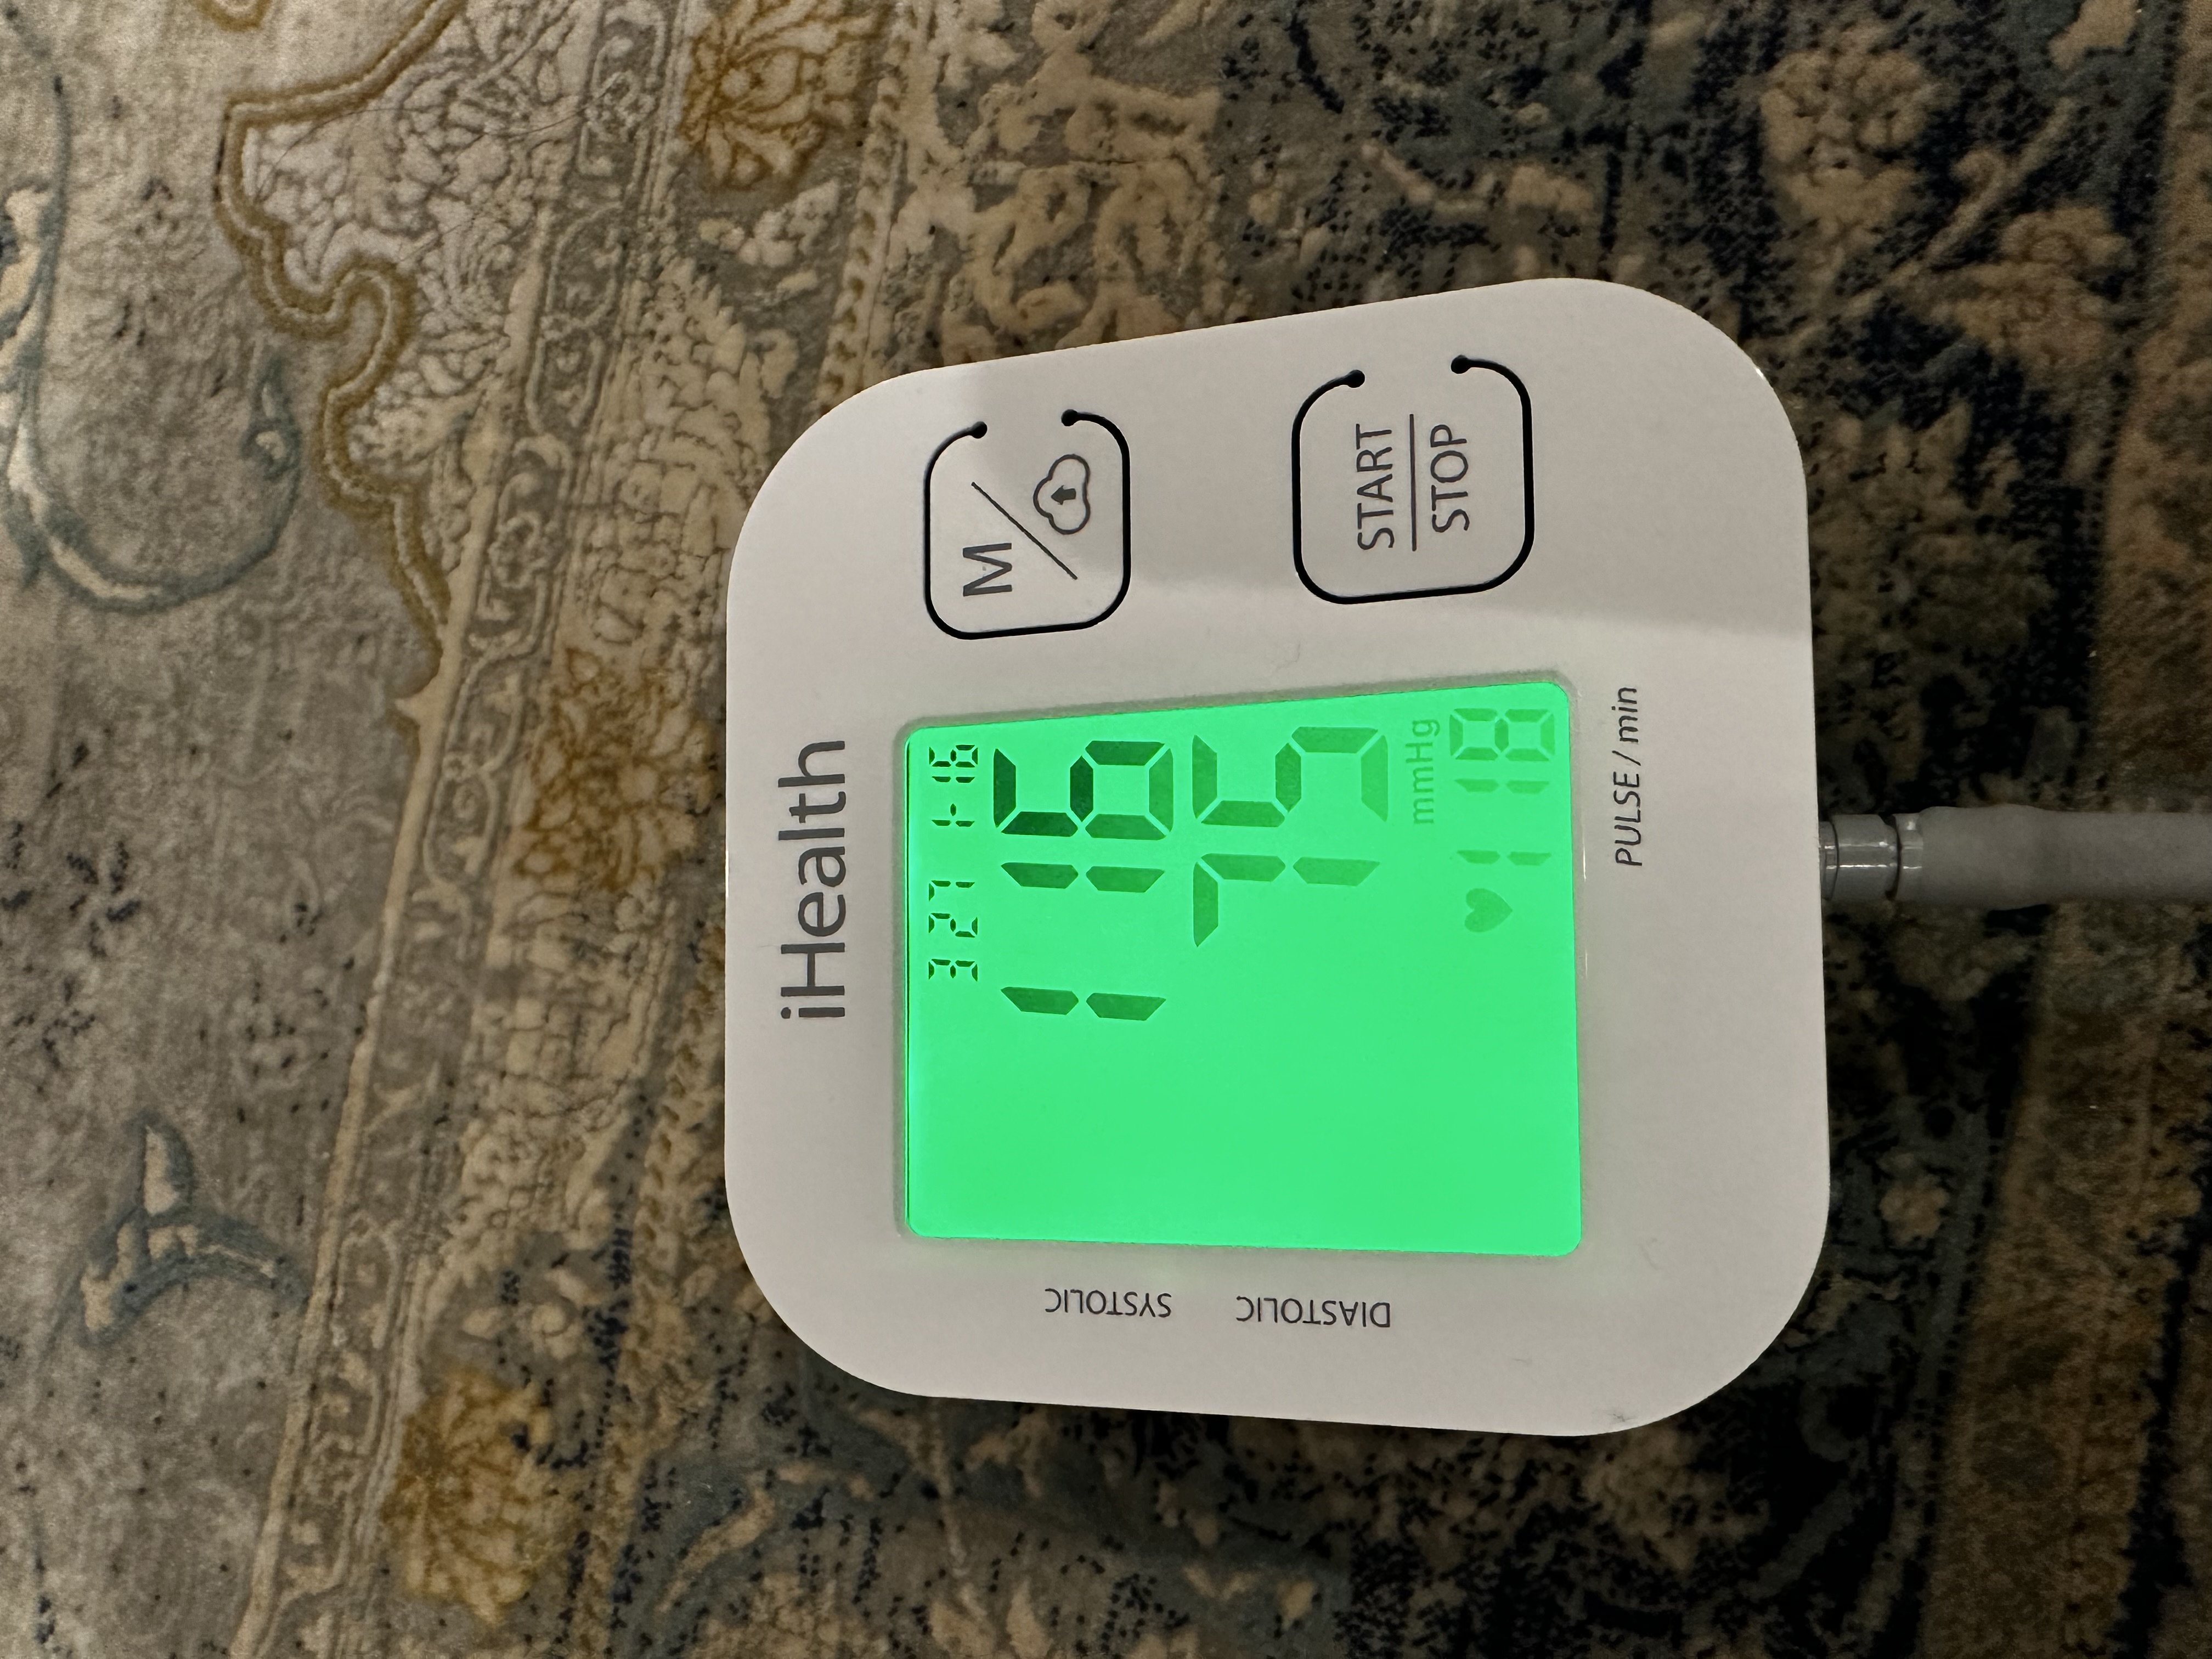 iHealth
3 27 1-16
SYSTOLIC 116
DIASTOLIC 75
mmHg
118
PULSE / min
M
START
STOP